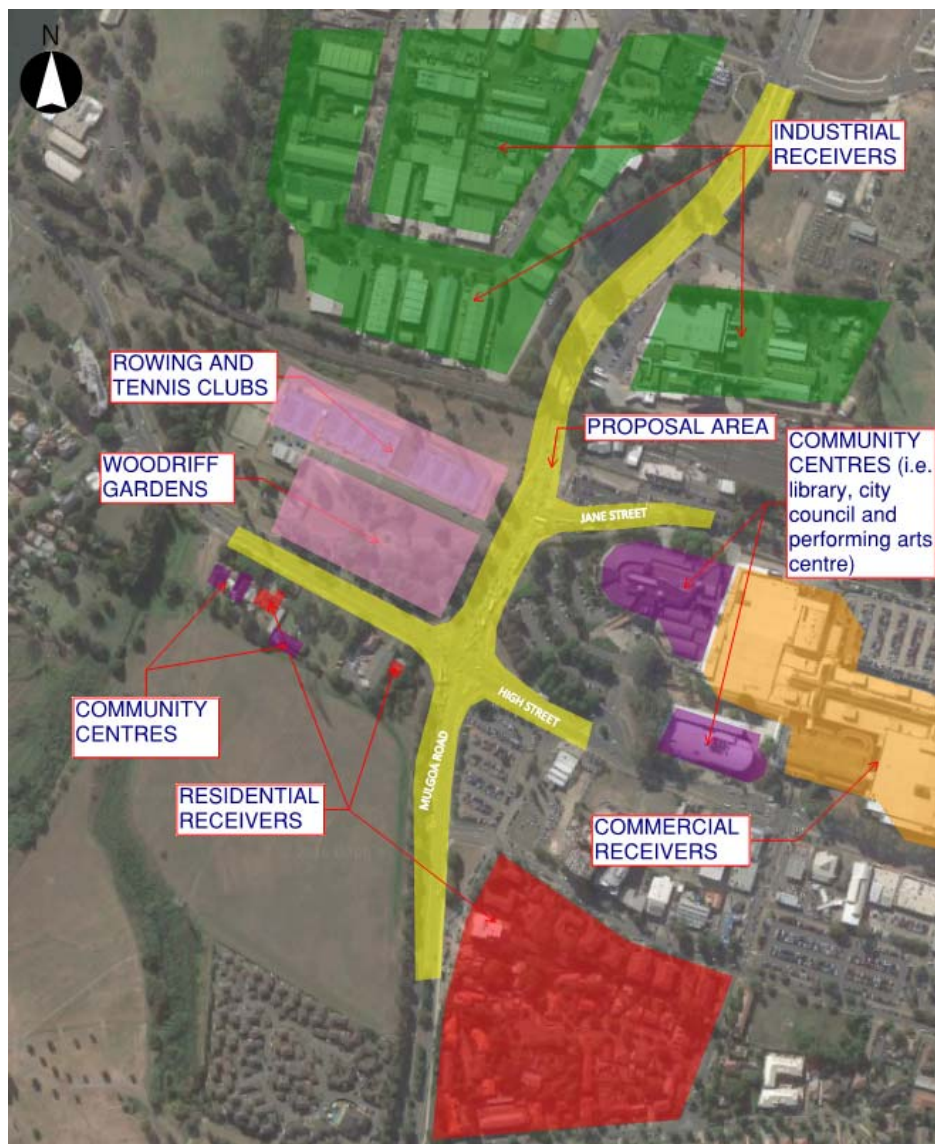 N
INDUSTRIAL
RECEIVERS
ROWING AND
TENNIS CLUBS
WOODRIFF
GARDENS
PROPOSAL AREA
COMMUNITY
CENTRES (i.e.
library, city
council and
performing arts
centre)
JANE STREET
HIGH STREET
MULGOA ROAD
COMMUNITY
CENTRES
RESIDENTIAL
RECEIVERS
COMMERCIAL
RECEIVERS